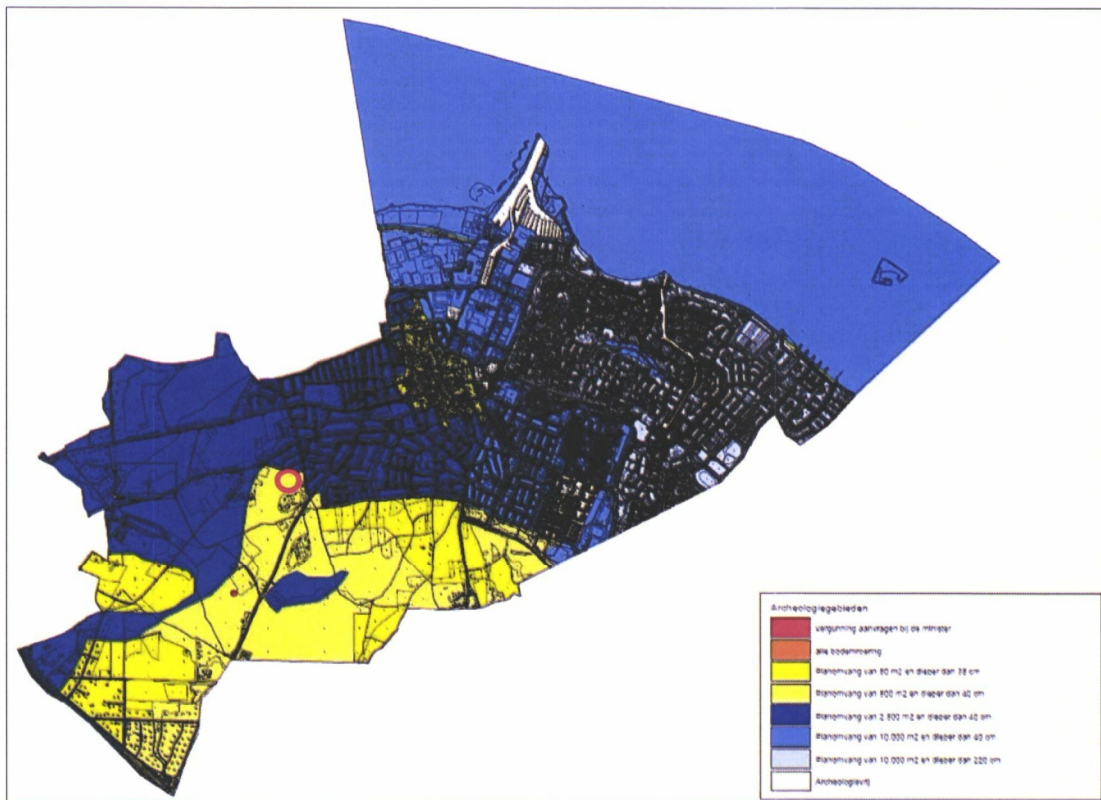 Archeologiegebieden
vergunning aanvragen bij de minister
alle bodemroering
Planomvang van 50 m2 en dieper dan 35 cm
Planomvang van 500 m2 en dieper dan 40 cm
Planomvang van 2.500 m2 en dieper dan 40 cm
Planomvang van 10.000 m2 en dieper dan 40 cm
Planomvang van 10.000 m2 en dieper dan 220 cm
Archeologievrij